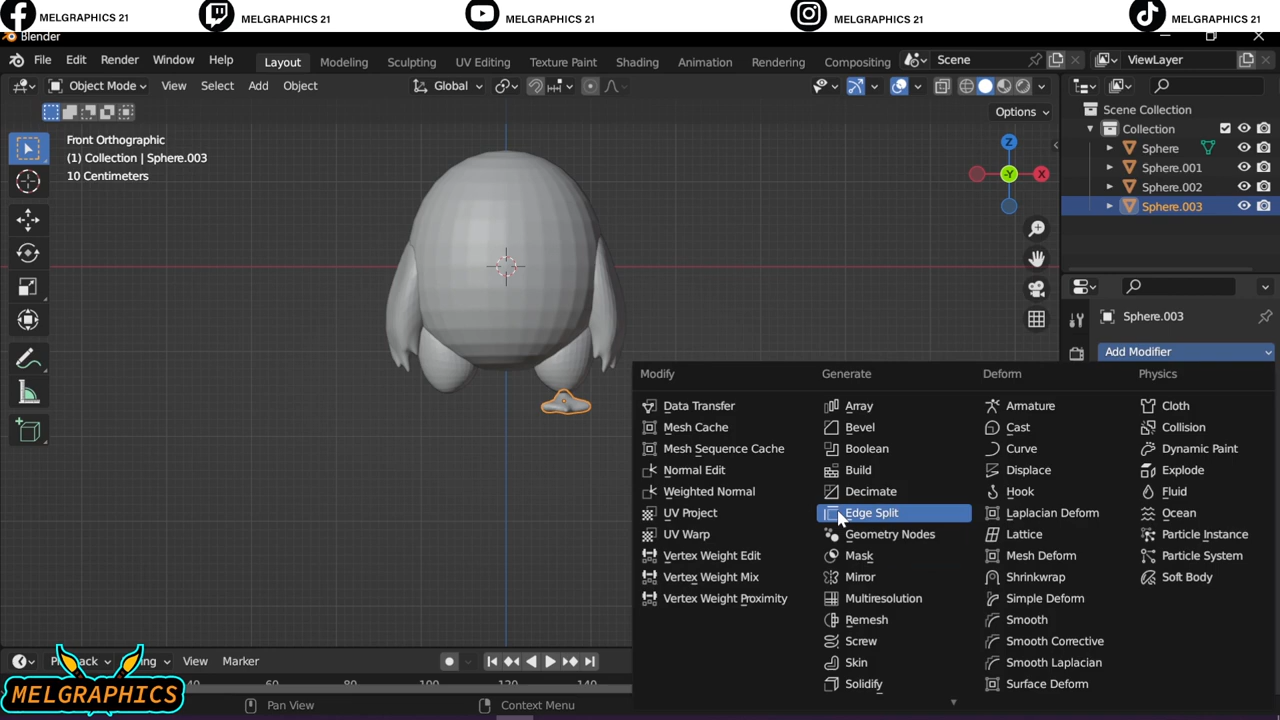 MELGRAPHICS 21
MELGRAPHICS 21
MELGRAPHICS 21
MELGRAPHICS 21
MELGRAPHICS 21
Blender
File Edit Render Window Help
Layout Modeling Sculpting UV Editing Texture Paint Shading Animation Rendering Compositing
Scene
ViewLayer
Object Mode View Select Add Object
Global
Options
Front Orthographic
(1) Collection | Sphere.003
10 Centimeters
Z
-Y
X
Scene Collection
Collection
Sphere
Sphere.001
Sphere.002
Sphere.003
Sphere.003
Add Modifier
Modify
Data Transfer
Mesh Cache
Mesh Sequence Cache
Normal Edit
Weighted Normal
UV Project
UV Warp
Vertex Weight Edit
Vertex Weight Mix
Vertex Weight Proximity
Generate
Array
Bevel
Boolean
Build
Decimate
Edge Split
Geometry Nodes
Mask
Mirror
Multiresolution
Remesh
Screw
Skin
Solidify
Deform
Armature
Cast
Curve
Displace
Hook
Laplacian Deform
Lattice
Mesh Deform
Shrinkwrap
Simple Deform
Smooth
Smooth Corrective
Smooth Laplacian
Surface Deform
Physics
Cloth
Collision
Dynamic Paint
Explode
Fluid
Ocean
Particle Instance
Particle System
Soft Body
View Marker
60 80 100 120 140
MELGRAPHICS
Pan View
Context Menu